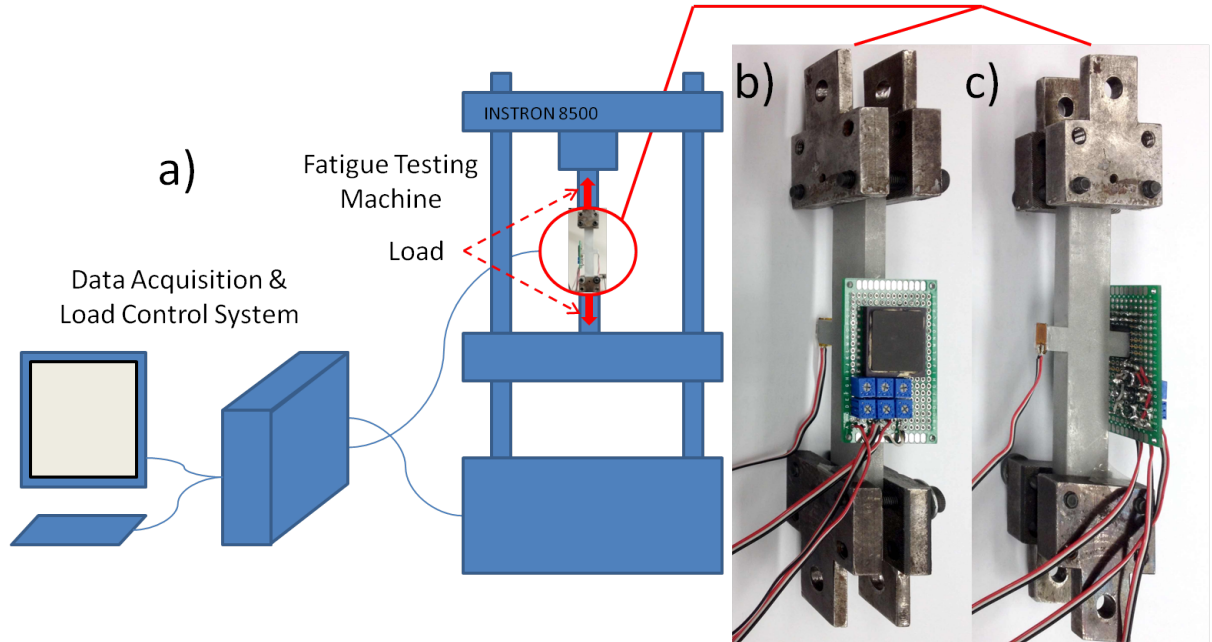 a)
INSTRON 8500
Fatigue Testing
Machine
Load
Data Acquisition &
Load Control System
b)
c)